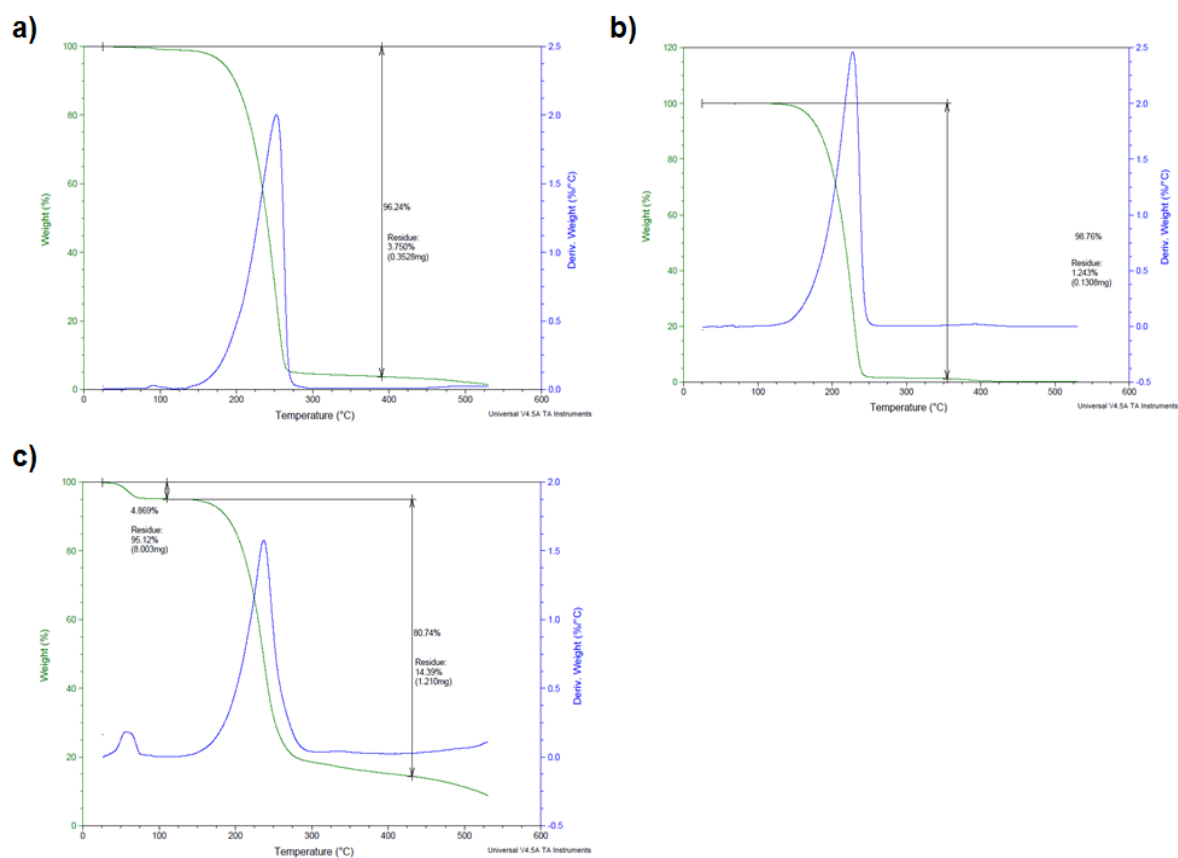 a)
100
80
60
40
20
0
Weight (%)
2.5
2.0
1.5
1.0
0.5
0.0
Deriv. Weight (%/°C)
96.24%
Residue:
3.750%
(0.3528mg)
0
100
200
300
400
500
600
Temperature (°C)
Universal V4.5A TA Instruments
b)
120
100
80
60
40
20
0
Weight (%)
2.5
2.0
1.5
1.0
0.5
0.0
-0.5
Deriv. Weight (%/°C)
98.76%
Residue:
1.243%
(0.1308mg)
0
100
200
300
400
500
600
Temperature (°C)
Universal V4.5A TA Instruments
c)
100
80
60
40
20
0
Weight (%)
2.0
1.5
1.0
0.5
0.0
-0.5
Deriv. Weight (%/°C)
4.869%
Residue:
95.12%
(8.003mg)
80.74%
Residue:
14.39%
(1.210mg)
0
100
200
300
400
500
600
Temperature (°C)
Universal V4.5A TA Instruments